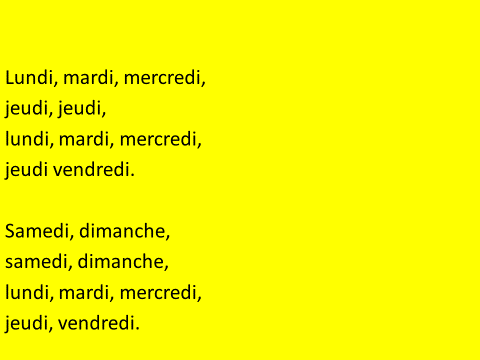 Lundi, mardi, mercredi,
jeudi, jeudi,
lundi, mardi, mercredi,
jeudi vendredi.
Samedi, dimanche,
samedi, dimanche,
lundi, mardi, mercredi,
jeudi, vendredi.